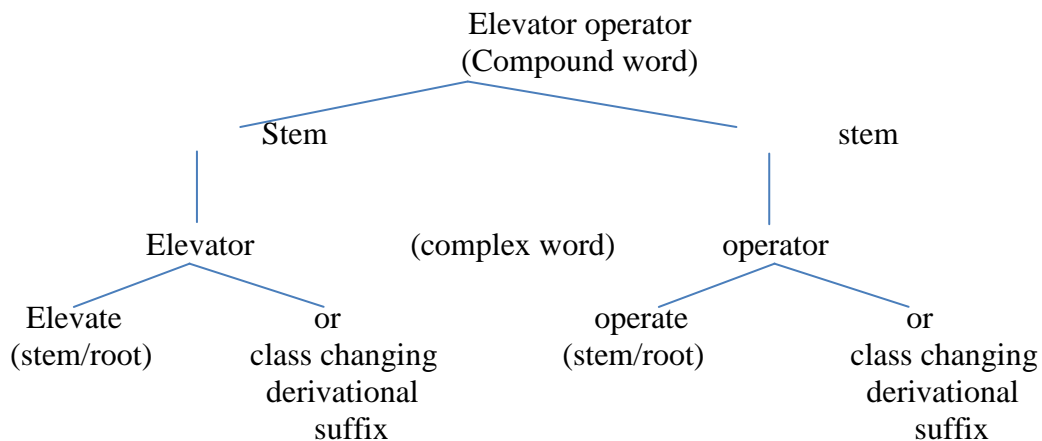 Elevator operator
(Compound word)
Stem stem
Elevator (complex word) operator
Elevate or operate or
(stem/root) class changing (stem/root) class changing
derivational derivational
suffix suffix